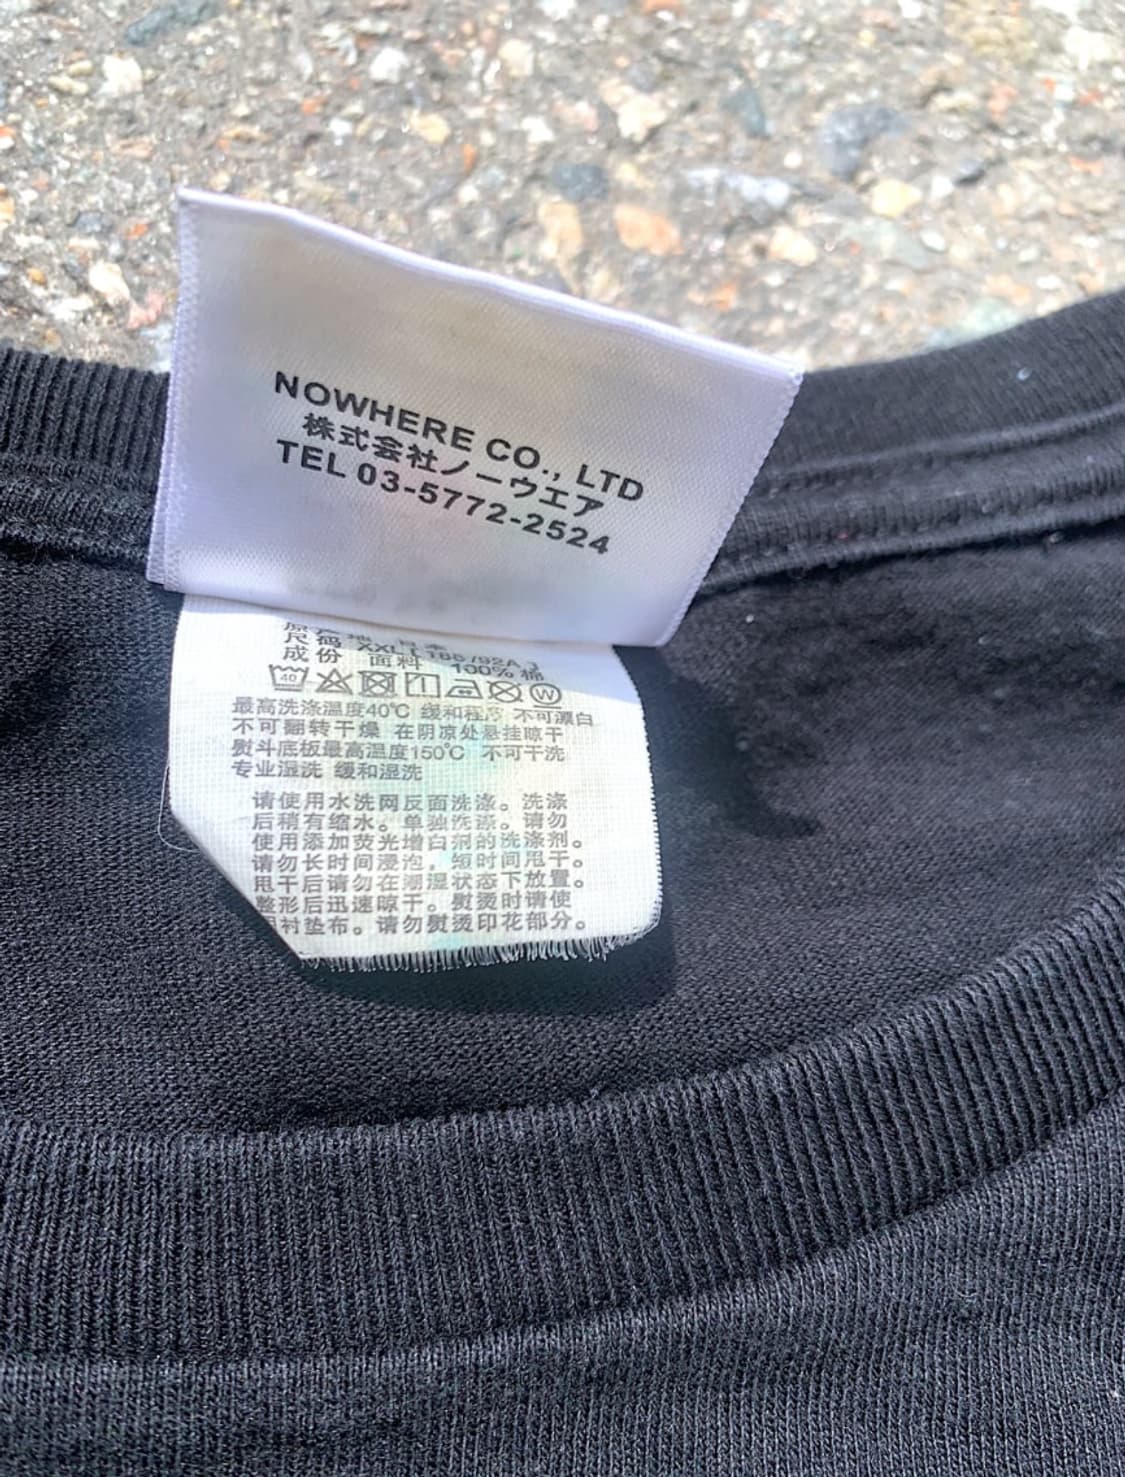 NOWHERE CO., LTD
株式会社ノーウエア
TEL 03-5772-2524
尺码 XXL
成份 面料 100% 棉
40 W
最高洗涤温度40℃ 缓和程序 不可漂白
不可翻转干燥 在阴凉处悬挂晾干
熨斗底板最高温度150℃ 不可干洗
专业湿洗 缓和湿洗
请使用水洗网反面洗涤。洗涤
后稍有缩水。单独洗涤。请勿
使用添加荧光增白剂的洗涤剂。
请勿长时间浸泡，短时间甩干。
甩干后请勿在潮湿状态下放置。
整形后迅速晾干。熨烫时请使
用衬垫布。请勿熨烫印花部分。